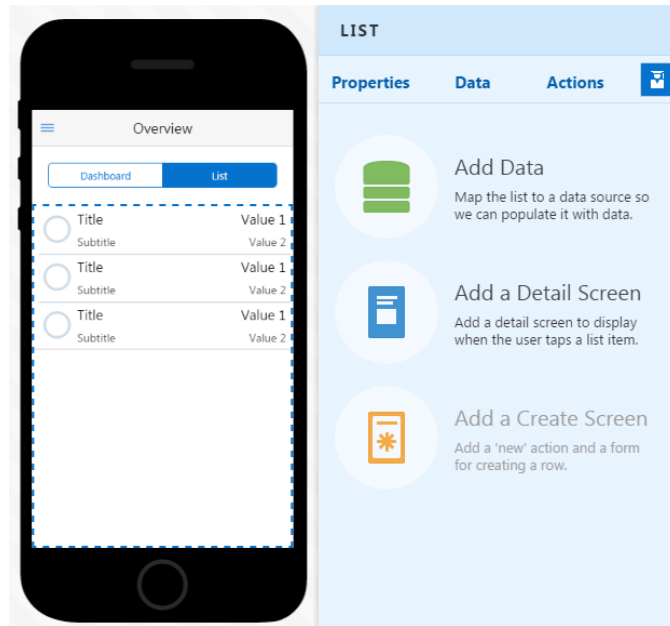 Overview
Dashboard List
Title Value 1
Subtitle Value 2
Title Value 1
Subtitle Value 2
Title Value 1
Subtitle Value 2
LIST
Properties Data Actions
Add Data
Map the list to a data source so
we can populate it with data.
Add a Detail Screen
Add a detail screen to display
when the user taps a list item.
Add a Create Screen
Add a 'new' action and a form
for creating a row.